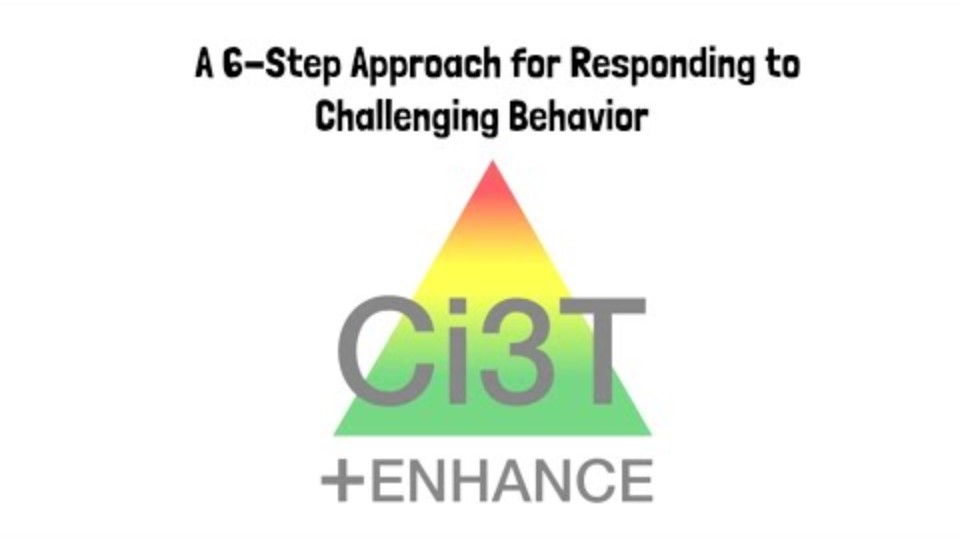 A 6-Step Approach for Responding to
Challenging Behavior
Ci3T
+ENHANCE